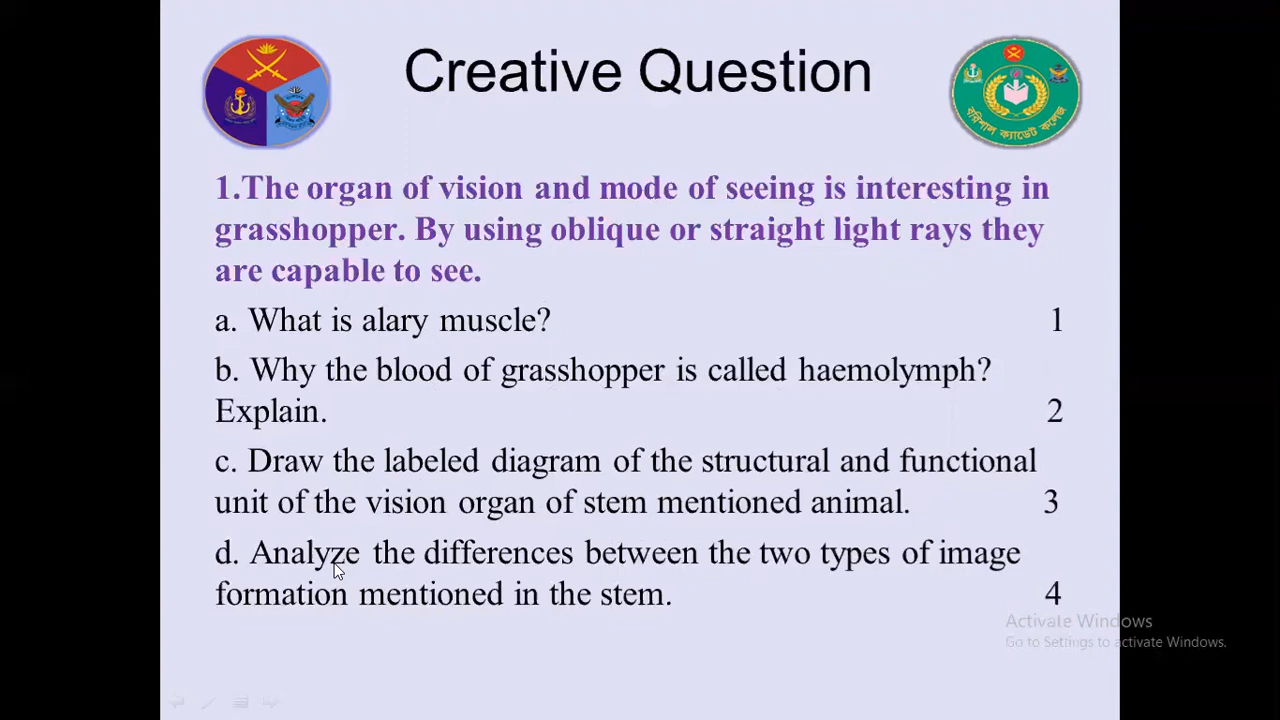 Creative Question
বরিশাল ক্যাডেট কলেজ
1.The organ of vision and mode of seeing is interesting in
grasshopper. By using oblique or straight light rays they
are capable to see.
a. What is alary muscle? 1
b. Why the blood of grasshopper is called haemolymph?
Explain. 2
c. Draw the labeled diagram of the structural and functional
unit of the vision organ of stem mentioned animal. 3
d. Analyze the differences between the two types of image
formation mentioned in the stem. 4
Activate Windows
Go to Settings to activate Windows.